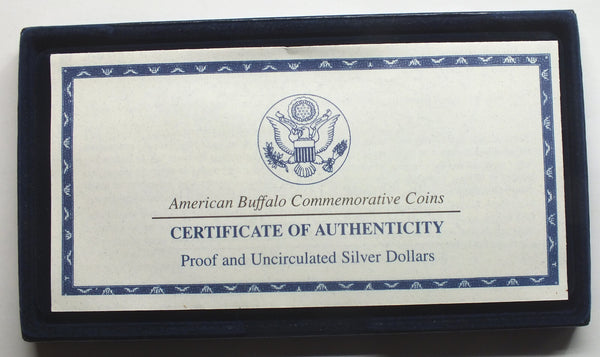 American Buffalo Commemorative Coins
CERTIFICATE OF AUTHENTICITY
Proof and Uncirculated Silver Dollars